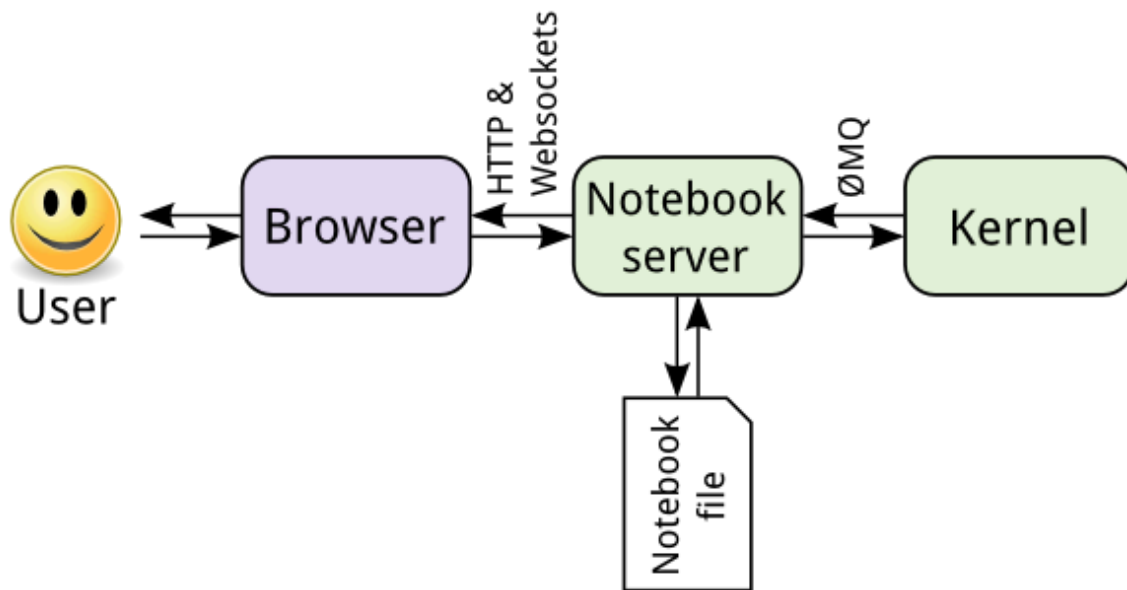 User
Browser
HTTP &
Websockets
Notebook
server
ØMQ
Kernel
Notebook
file